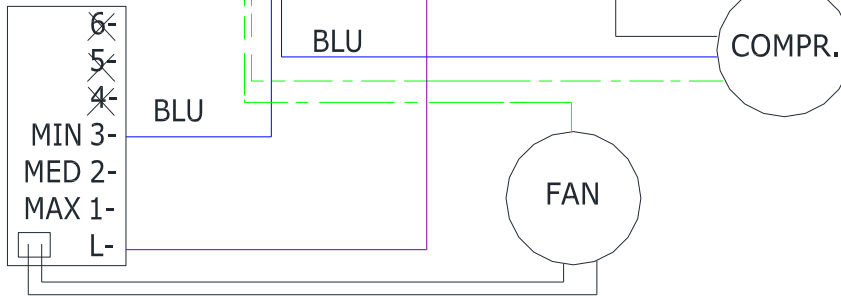 6-
5-
4-
MIN 3-
MED 2-
MAX 1-
L-
BLU
BLU
COMPR.
FAN